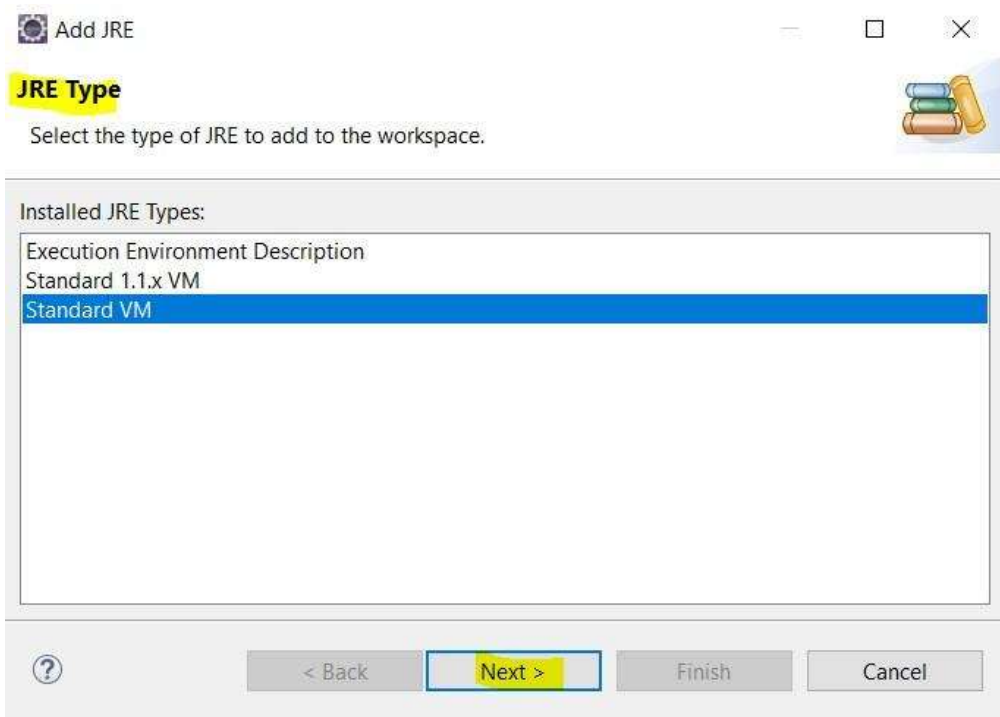 Add JRE
JRE Type
Select the type of JRE to add to the workspace.
Installed JRE Types:
Execution Environment Description
Standard 1.1.x VM
Standard VM
< Back Next > Finish Cancel